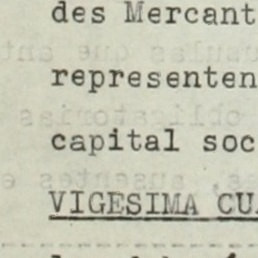 des Mercant
representen
capital soc
VIGESIMA CU